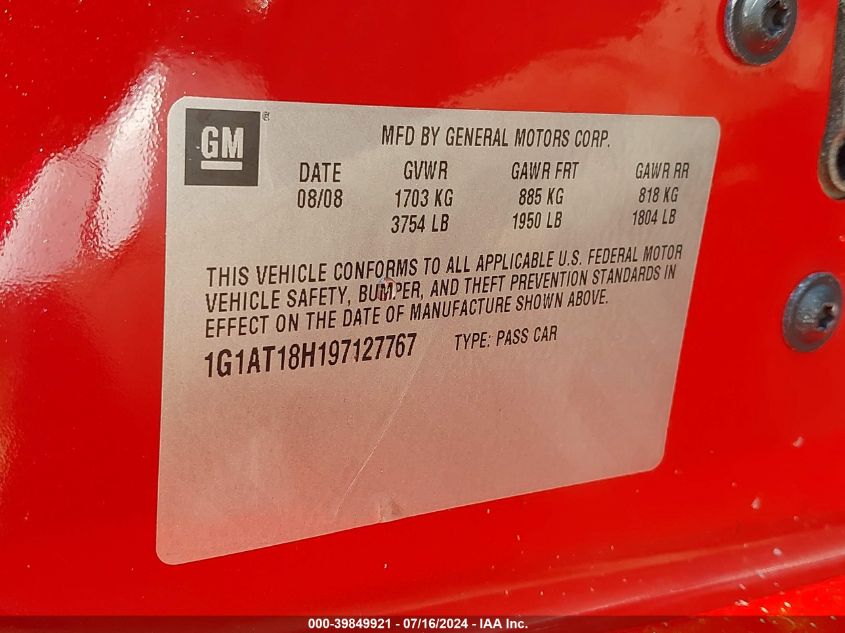 GM ®
MFD BY GENERAL MOTORS CORP.
DATE GVWR GAWR FRT GAWR RR
08/08 1703 KG 885 KG 818 KG
3754 LB 1950 LB 1804 LB
THIS VEHICLE CONFORMS TO ALL APPLICABLE U.S. FEDERAL MOTOR
VEHICLE SAFETY, BUMPER, AND THEFT PREVENTION STANDARDS IN
EFFECT ON THE DATE OF MANUFACTURE SHOWN ABOVE.
1G1AT18H197127767 TYPE: PASS CAR
000-39849921 - 07/16/2024 - IAA Inc.